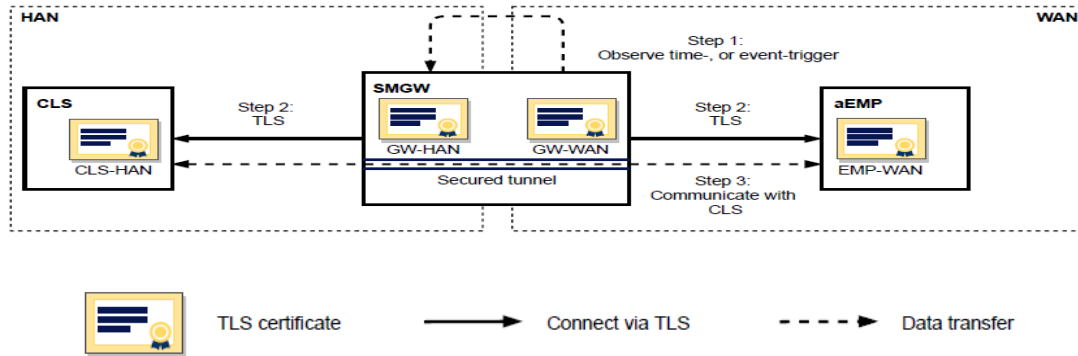 HAN
WAN
Step 1:
Observe time-, or event-trigger
CLS
CLS-HAN
Step 2:
TLS
SMGW
GW-HAN
GW-WAN
Secured tunnel
Step 2:
TLS
Step 3:
Communicate with
CLS
aEMP
EMP-WAN
TLS certificate
Connect via TLS
Data transfer